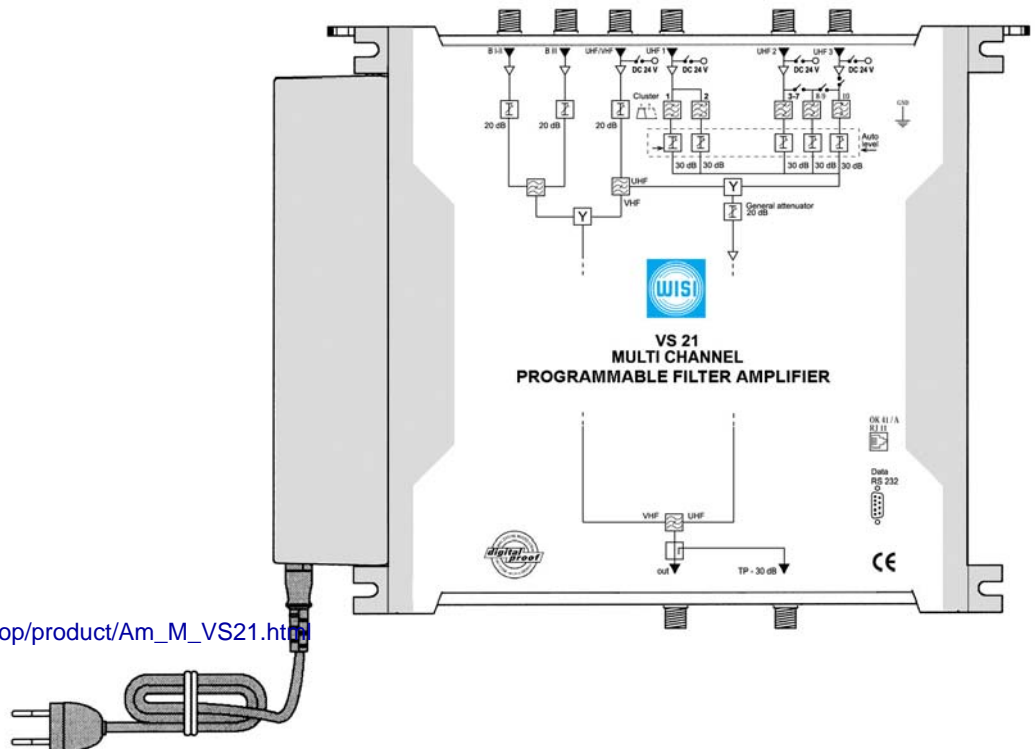 B I-II B III UHF/VHF UHF 1 UHF 2 UHF 3
DC 24 V DC 24 V DC 24 V DC 24 V
Cluster 1 2 3-7 8-9 10
GND
20 dB 20 dB 20 dB
Auto
level
30 dB 30 dB 30 dB 30 dB 30 dB
UHF
VHF
Y Y
General attenuator
20 dB
WISI
VS 21
MULTI CHANNEL
PROGRAMMABLE FILTER AMPLIFIER
OK 41 / A
RJ 11
Data
RS 232
VHF UHF
digital
proof
out TP - 30 dB
CE
op/product/Am_M_VS21.html